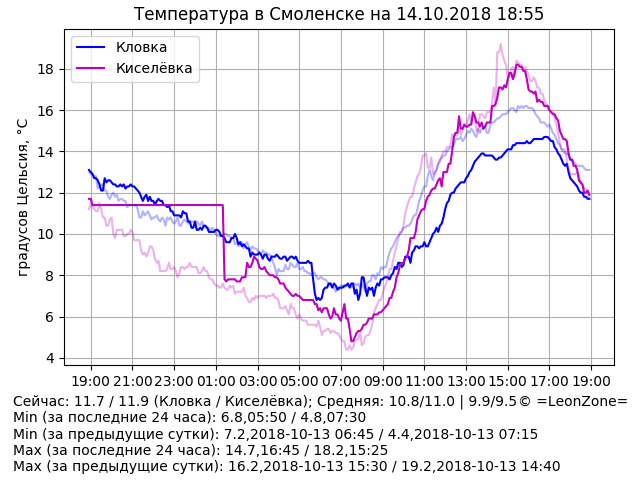 Температура в Смоленске на 14.10.2018 18:55
Кловка
Киселёвка
градусов Цельсия, °C
18
16
14
12
10
8
6
4
19:00 21:00 23:00 01:00 03:00 05:00 07:00 09:00 11:00 13:00 15:00 17:00 19:00
Сейчас: 11.7 / 11.9 (Кловка / Киселёвка); Средняя: 10.8/11.0 | 9.9/9.5© =LeonZone=
Min (за последние 24 часа): 6.8,05:50 / 4.8,07:30
Min (за предыдущие сутки): 7.2,2018-10-13 06:45 / 4.4,2018-10-13 07:15
Max (за последние 24 часа): 14.7,16:45 / 18.2,15:25
Max (за предыдущие сутки): 16.2,2018-10-13 15:30 / 19.2,2018-10-13 14:40